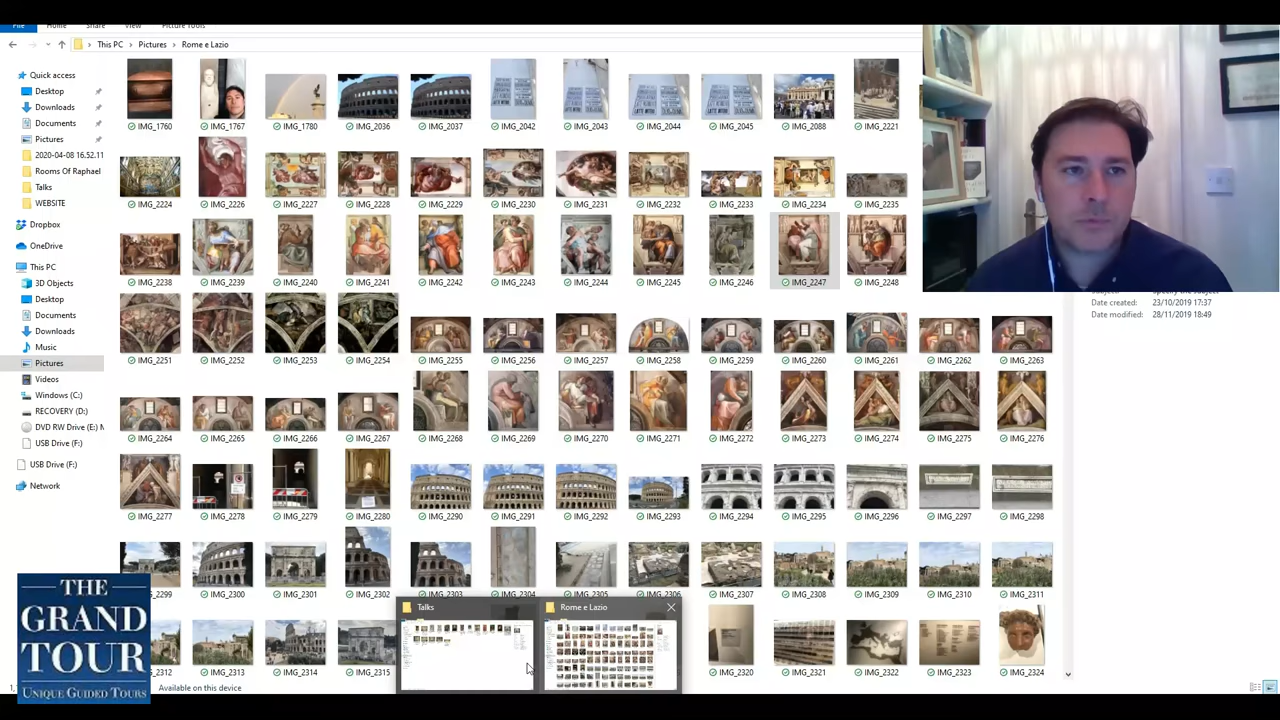 File
Home
Share
View
Picture Tools
This PC > Pictures > Rome e Lazio
Quick access
Desktop
Downloads
Documents
Pictures
2020-04-08 16.52.11
Rooms Of Raphael
Talks
WEBSITE
Dropbox
OneDrive
This PC
3D Objects
Desktop
Documents
Downloads
Music
Pictures
Videos
Windows (C:)
RECOVERY (D:)
DVD RW Drive (E:) M
USB Drive (F:)
USB Drive (F:)
Network
IMG_1760 IMG_1767 IMG_1780 IMG_2036 IMG_2037 IMG_2042 IMG_2043 IMG_2044 IMG_2045 IMG_2088 IMG_2221
IMG_2224 IMG_2226 IMG_2227 IMG_2228 IMG_2229 IMG_2230 IMG_2231 IMG_2232 IMG_2233 IMG_2234 IMG_2235
IMG_2238 IMG_2239 IMG_2240 IMG_2241 IMG_2242 IMG_2243 IMG_2244 IMG_2245 IMG_2246 IMG_2247 IMG_2248
IMG_2251 IMG_2252 IMG_2253 IMG_2254 IMG_2255 IMG_2256 IMG_2257 IMG_2258 IMG_2259 IMG_2260 IMG_2261 IMG_2262 IMG_2263
IMG_2264 IMG_2265 IMG_2266 IMG_2267 IMG_2268 IMG_2269 IMG_2270 IMG_2271 IMG_2272 IMG_2273 IMG_2274 IMG_2275 IMG_2276
IMG_2277 IMG_2278 IMG_2279 IMG_2280 IMG_2290 IMG_2291 IMG_2292 IMG_2293 IMG_2294 IMG_2295 IMG_2296 IMG_2297 IMG_2298
2299 IMG_2300 IMG_2301 IMG_2302 IMG_2303 IMG_2304 IMG_2305 IMG_2306 IMG_2307 IMG_2308 IMG_2309 IMG_2310 IMG_2311
2312 IMG_2313 IMG_2314 IMG_2315 IMG_2320 IMG_2321 IMG_2322 IMG_2323 IMG_2324
Date created: 23/10/2019 17:37
Date modified: 28/11/2019 18:49
Talks
Rome e Lazio
Available on this device
THE
GRAND
TOUR
UNIQUE GUIDED TOURS